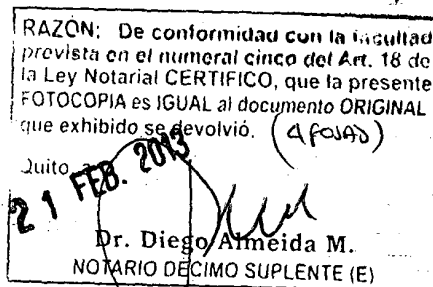 RAZÓN: De conformidad con la facultad
prevista en el numeral cinco del Art. 18 de
la Ley Notarial CERTIFICO, que la presente
FOTOCOPIA es IGUAL al documento ORIGINAL
que exhibido se devolvió. (4 FOJAS)
Quito,
21 FEB. 2013
Dr. Diego Almeida M.
NOTARIO DECIMO SUPLENTE (E)